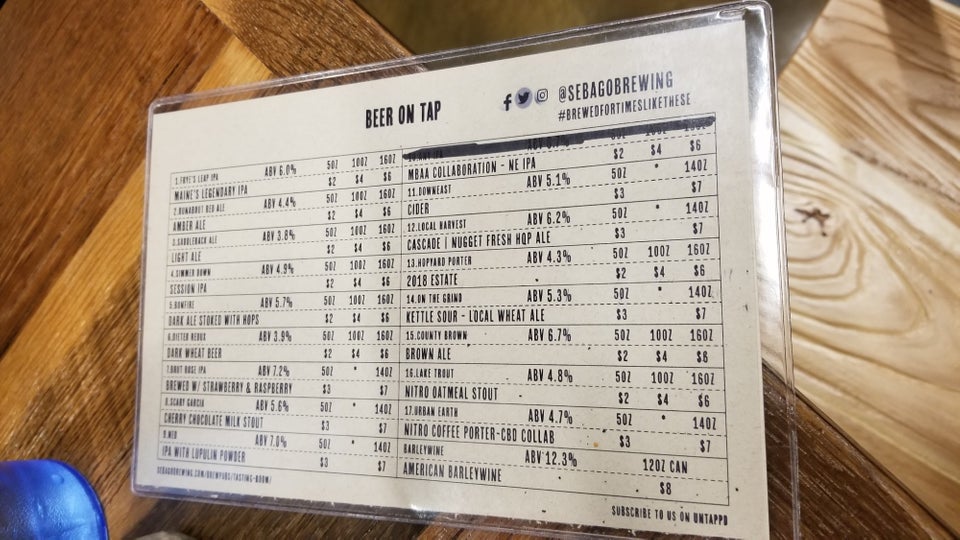 BEER ON TAP
@SEBAGOBREWING
#BREWEDFORTIMESLIKETHESE
1.FRYE'S LEAP IPA ABV 6.0% 5OZ 10OZ 16OZ
MAINE'S LEGENDARY IPA $2 $4 $6
2.RUNABOUT RED ALE ABV 4.4% 5OZ 10OZ 16OZ
AMBER ALE $2 $4 $6
3.SADDLEBACK ALE ABV 3.8% 5OZ 10OZ 16OZ
LIGHT ALE $2 $4 $6
4.SIMMER DOWN ABV 4.9% 5OZ 10OZ 16OZ
SESSION IPA $2 $4 $6
5.BONFIRE ABV 5.7% 5OZ 10OZ 16OZ
DARK ALE STOKED WITH HOPS $2 $4 $6
6.DIETER REDUX ABV 3.9% 5OZ 10OZ 16OZ
DARK WHEAT BEER $2 $4 $6
7.BRUT ROSE IPA ABV 7.2% 5OZ * 14OZ
BREWED W/ STRAWBERRY & RASPBERRY $3 $7
8.SCARY GARCIA ABV 5.6% 5OZ * 14OZ
CHERRY CHOCOLATE MILK STOUT $3 $7
9.NEO ABV 7.0% 5OZ * 14OZ
IPA WITH LUPULIN POWDER $3 $7
SEBAGOBREWING.COM/BREWPUBS/TASTING-ROOM/
MBAA COLLABORATION - NE IPA $2 $4 $6
11.DOWNEAST ABV 5.1% 5OZ * 14OZ
CIDER $3 $7
12.LOCAL HARVEST ABV 6.2% 5OZ * 14OZ
CASCADE | NUGGET FRESH HOP ALE $3 $7
13.HOPYARD PORTER ABV 4.3% 5OZ 10OZ 16OZ
2018 ESTATE $2 $4 $6
14.ON THE GRIND ABV 5.3% 5OZ * 14OZ
KETTLE SOUR - LOCAL WHEAT ALE $3 $7
15.COUNTY BROWN ABV 6.7% 5OZ 10OZ 16OZ
BROWN ALE $2 $4 $6
16.LAKE TROUT ABV 4.8% 5OZ 10OZ 16OZ
NITRO OATMEAL STOUT $2 $4 $6
17.URBAN EARTH ABV 4.7% 5OZ * 14OZ
NITRO COFFEE PORTER-CBD COLLAB $3 $7
BARLEYWINE ABV 12.3% 12OZ CAN
AMERICAN BARLEYWINE $8
SUBSCRIBE TO US ON UNTAPPD